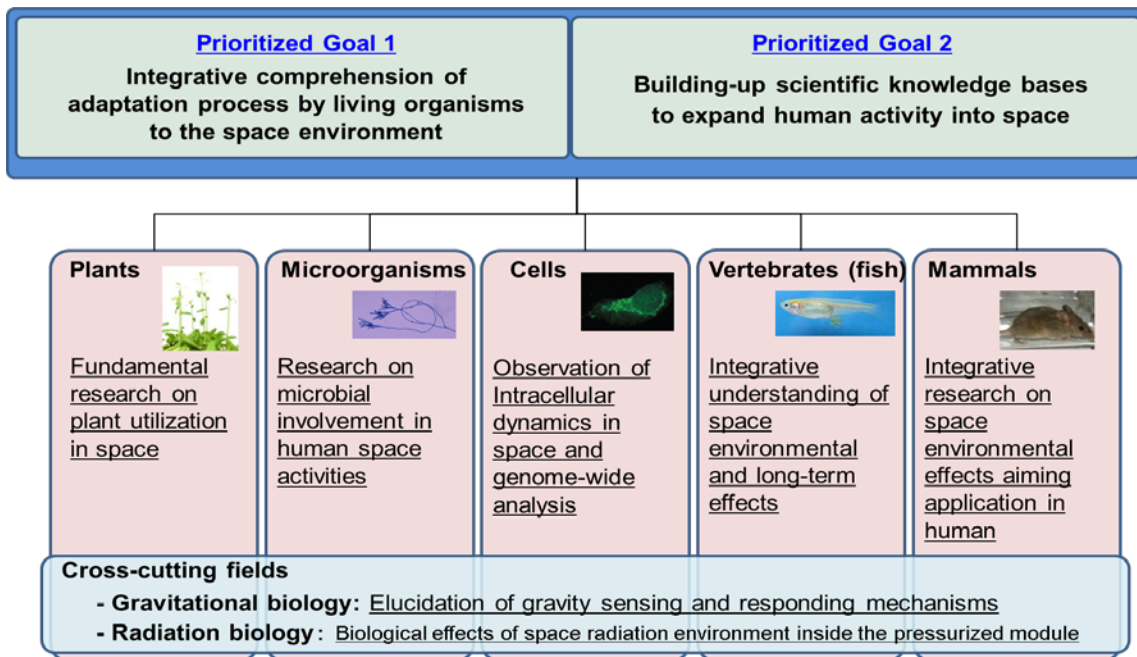 Prioritized Goal 1
Integrative comprehension of
adaptation process by living organisms
to the space environment
Prioritized Goal 2
Building-up scientific knowledge bases
to expand human activity into space
Plants
Fundamental
research on
plant utilization
in space
Microorganisms
Research on
microbial
involvement in
human space
activities
Cells
Observation of
Intracellular
dynamics in
space and
genome-wide
analysis
Vertebrates (fish)
Integrative
understanding of
space
environmental
and long-term
effects
Mammals
Integrative
research on
space
environmental
effects aiming
application in
human
Cross-cutting fields
- Gravitational biology: Elucidation of gravity sensing and responding mechanisms
- Radiation biology: Biological effects of space radiation environment inside the pressurized module